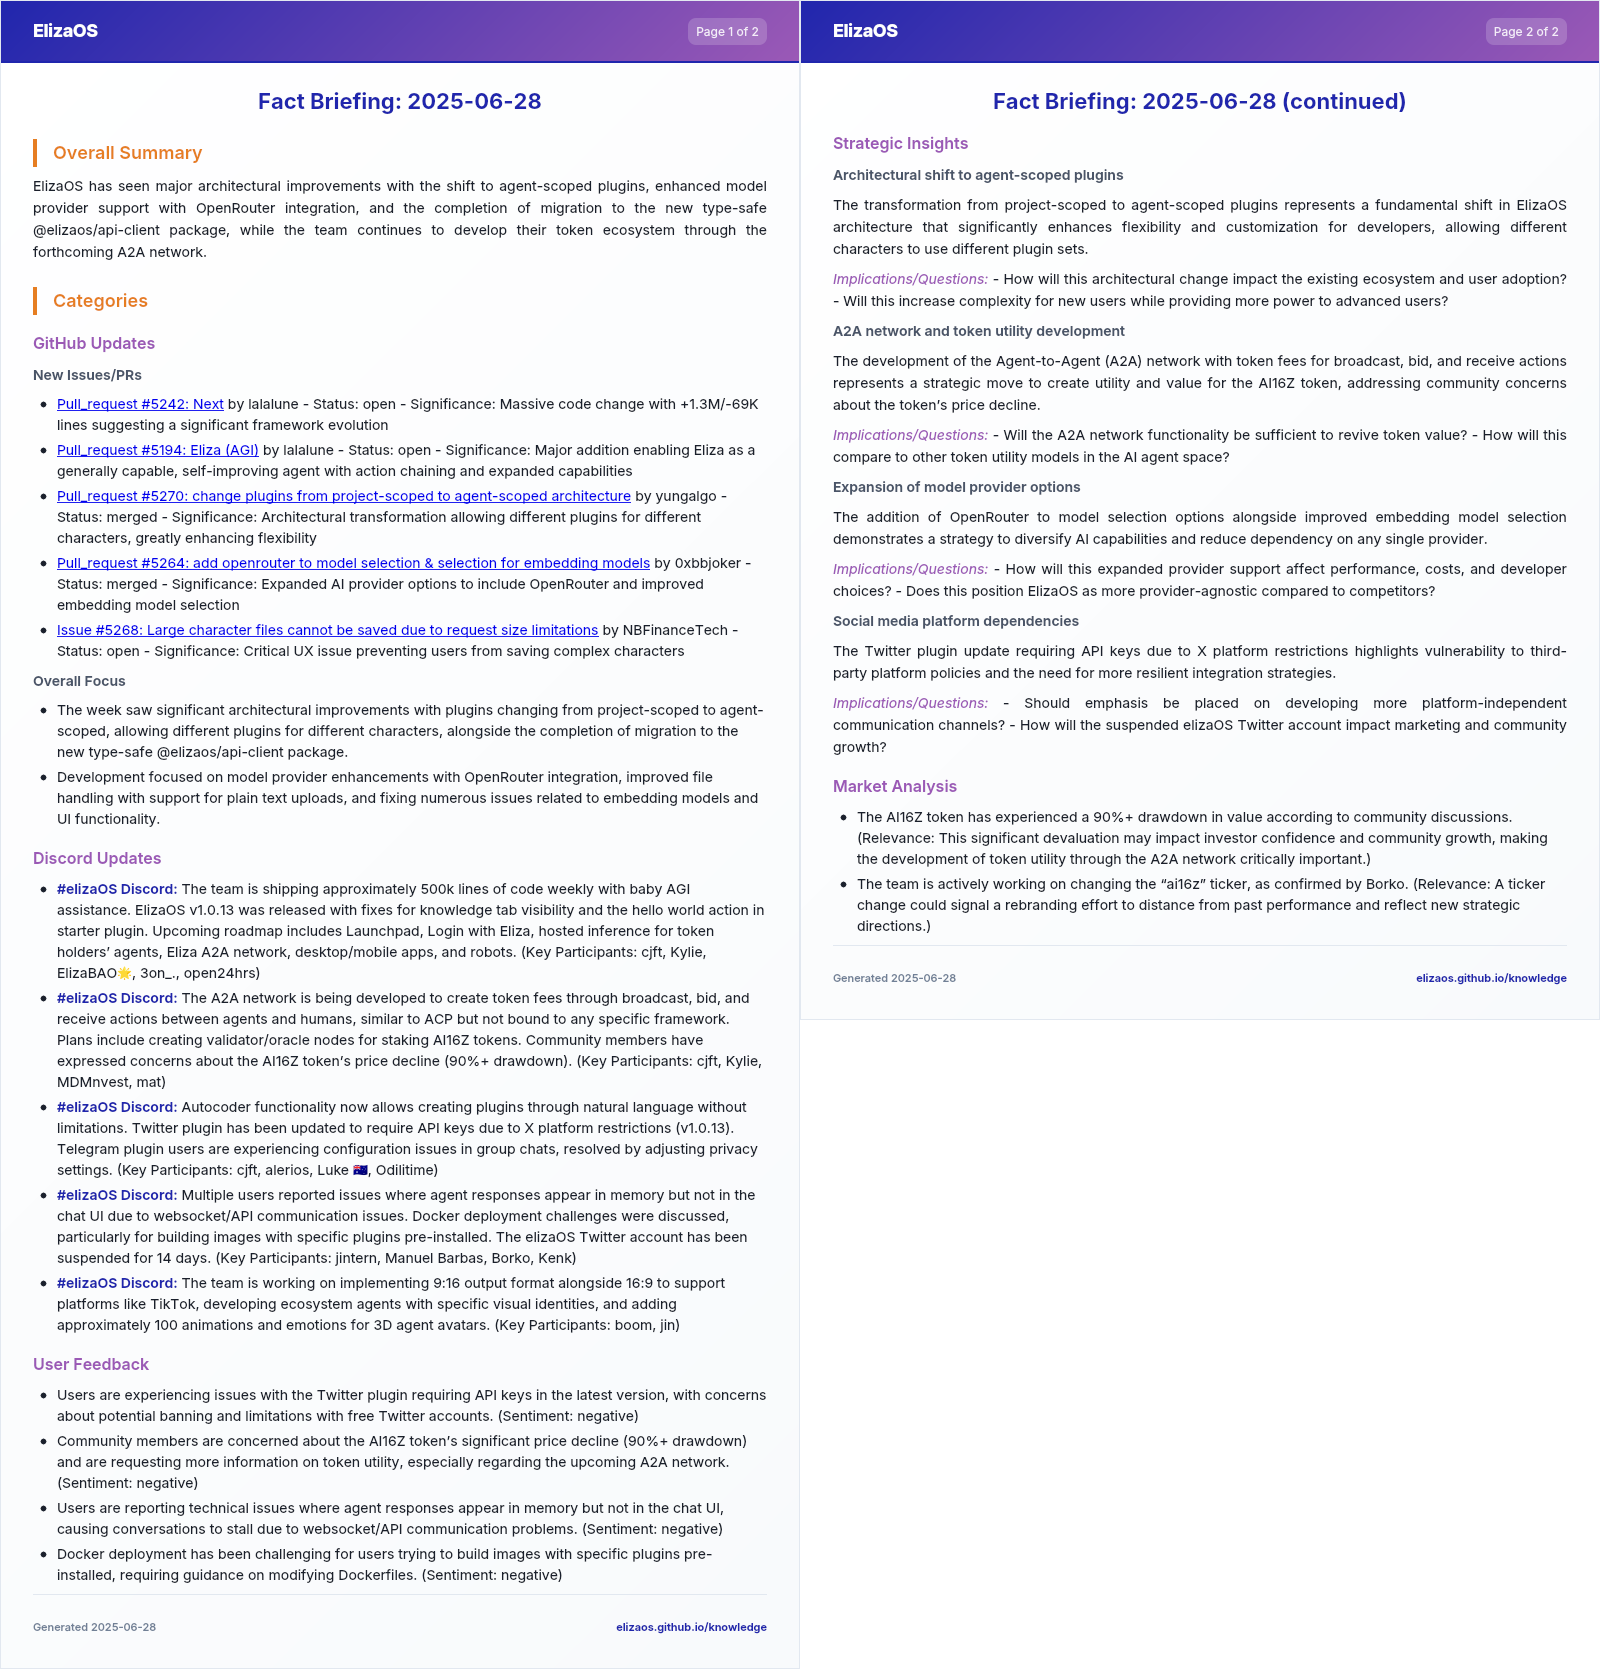 ElizaOS
Page 1 of 2
Fact Briefing: 2025-06-28
Overall Summary
ElizaOS has seen major architectural improvements with the shift to agent-scoped plugins, enhanced model
provider support with OpenRouter integration, and the completion of migration to the new type-safe
@elizaos/api-client package, while the team continues to develop their token ecosystem through the
forthcoming A2A network.
Categories
GitHub Updates
New Issues/PRs
• Pull_request #5242: Next by lalalune - Status: open - Significance: Massive code change with +1.3M/-69K
lines suggesting a significant framework evolution
• Pull_request #5194: Eliza (AGI) by lalalune - Status: open - Significance: Major addition enabling Eliza as a
generally capable, self-improving agent with action chaining and expanded capabilities
• Pull_request #5270: change plugins from project-scoped to agent-scoped architecture by yungalgo -
Status: merged - Significance: Architectural transformation allowing different plugins for different
characters, greatly enhancing flexibility
• Pull_request #5264: add openrouter to model selection & selection for embedding models by 0xbbjoker -
Status: merged - Significance: Expanded AI provider options to include OpenRouter and improved
embedding model selection
• Issue #5268: Large character files cannot be saved due to request size limitations by NBFinanceTech -
Status: open - Significance: Critical UX issue preventing users from saving complex characters
Overall Focus
• The week saw significant architectural improvements with plugins changing from project-scoped to agent-
scoped, allowing different plugins for different characters, alongside the completion of migration to the
new type-safe @elizaos/api-client package.
• Development focused on model provider enhancements with OpenRouter integration, improved file
handling with support for plain text uploads, and fixing numerous issues related to embedding models and
UI functionality.
Discord Updates
• #elizaOS Discord: The team is shipping approximately 500k lines of code weekly with baby AGI
assistance. ElizaOS v1.0.13 was released with fixes for knowledge tab visibility and the hello world action in
starter plugin. Upcoming roadmap includes Launchpad, Login with Eliza, hosted inference for token
holders’ agents, Eliza A2A network, desktop/mobile apps, and robots. (Key Participants: cjft, Kylie,
ElizaBAO🌟, 3on_., open24hrs)
• #elizaOS Discord: The A2A network is being developed to create token fees through broadcast, bid, and
receive actions between agents and humans, similar to ACP but not bound to any specific framework.
Plans include creating validator/oracle nodes for staking AI16Z tokens. Community members have
expressed concerns about the AI16Z token’s price decline (90%+ drawdown). (Key Participants: cjft, Kylie,
MDMnvest, mat)
• #elizaOS Discord: Autocoder functionality now allows creating plugins through natural language without
limitations. Twitter plugin has been updated to require API keys due to X platform restrictions (v1.0.13).
Telegram plugin users are experiencing configuration issues in group chats, resolved by adjusting privacy
settings. (Key Participants: cjft, alerios, Luke 🇦🇺, Odilitime)
• #elizaOS Discord: Multiple users reported issues where agent responses appear in memory but not in the
chat UI due to websocket/API communication issues. Docker deployment challenges were discussed,
particularly for building images with specific plugins pre-installed. The elizaOS Twitter account has been
suspended for 14 days. (Key Participants: jintern, Manuel Barbas, Borko, Kenk)
• #elizaOS Discord: The team is working on implementing 9:16 output format alongside 16:9 to support
platforms like TikTok, developing ecosystem agents with specific visual identities, and adding
approximately 100 animations and emotions for 3D agent avatars. (Key Participants: boom, jin)
User Feedback
• Users are experiencing issues with the Twitter plugin requiring API keys in the latest version, with concerns
about potential banning and limitations with free Twitter accounts. (Sentiment: negative)
• Community members are concerned about the AI16Z token’s significant price decline (90%+ drawdown)
and are requesting more information on token utility, especially regarding the upcoming A2A network.
(Sentiment: negative)
• Users are reporting technical issues where agent responses appear in memory but not in the chat UI,
causing conversations to stall due to websocket/API communication problems. (Sentiment: negative)
• Docker deployment has been challenging for users trying to build images with specific plugins pre-
installed, requiring guidance on modifying Dockerfiles. (Sentiment: negative)
Generated 2025-06-28
elizaos.github.io/knowledge
ElizaOS
Page 2 of 2
Fact Briefing: 2025-06-28 (continued)
Strategic Insights
Architectural shift to agent-scoped plugins
The transformation from project-scoped to agent-scoped plugins represents a fundamental shift in ElizaOS
architecture that significantly enhances flexibility and customization for developers, allowing different
characters to use different plugin sets.
Implications/Questions: - How will this architectural change impact the existing ecosystem and user adoption?
- Will this increase complexity for new users while providing more power to advanced users?
A2A network and token utility development
The development of the Agent-to-Agent (A2A) network with token fees for broadcast, bid, and receive actions
represents a strategic move to create utility and value for the AI16Z token, addressing community concerns
about the token’s price decline.
Implications/Questions: - Will the A2A network functionality be sufficient to revive token value? - How will this
compare to other token utility models in the AI agent space?
Expansion of model provider options
The addition of OpenRouter to model selection options alongside improved embedding model selection
demonstrates a strategy to diversify AI capabilities and reduce dependency on any single provider.
Implications/Questions: - How will this expanded provider support affect performance, costs, and developer
choices? - Does this position ElizaOS as more provider-agnostic compared to competitors?
Social media platform dependencies
The Twitter plugin update requiring API keys due to X platform restrictions highlights vulnerability to third-
party platform policies and the need for more resilient integration strategies.
Implications/Questions: - Should emphasis be placed on developing more platform-independent
communication channels? - How will the suspended elizaOS Twitter account impact marketing and community
growth?
Market Analysis
• The AI16Z token has experienced a 90%+ drawdown in value according to community discussions.
(Relevance: This significant devaluation may impact investor confidence and community growth, making
the development of token utility through the A2A network critically important.)
• The team is actively working on changing the “ai16z” ticker, as confirmed by Borko. (Relevance: A ticker
change could signal a rebranding effort to distance from past performance and reflect new strategic
directions.)
Generated 2025-06-28
elizaos.github.io/knowledge